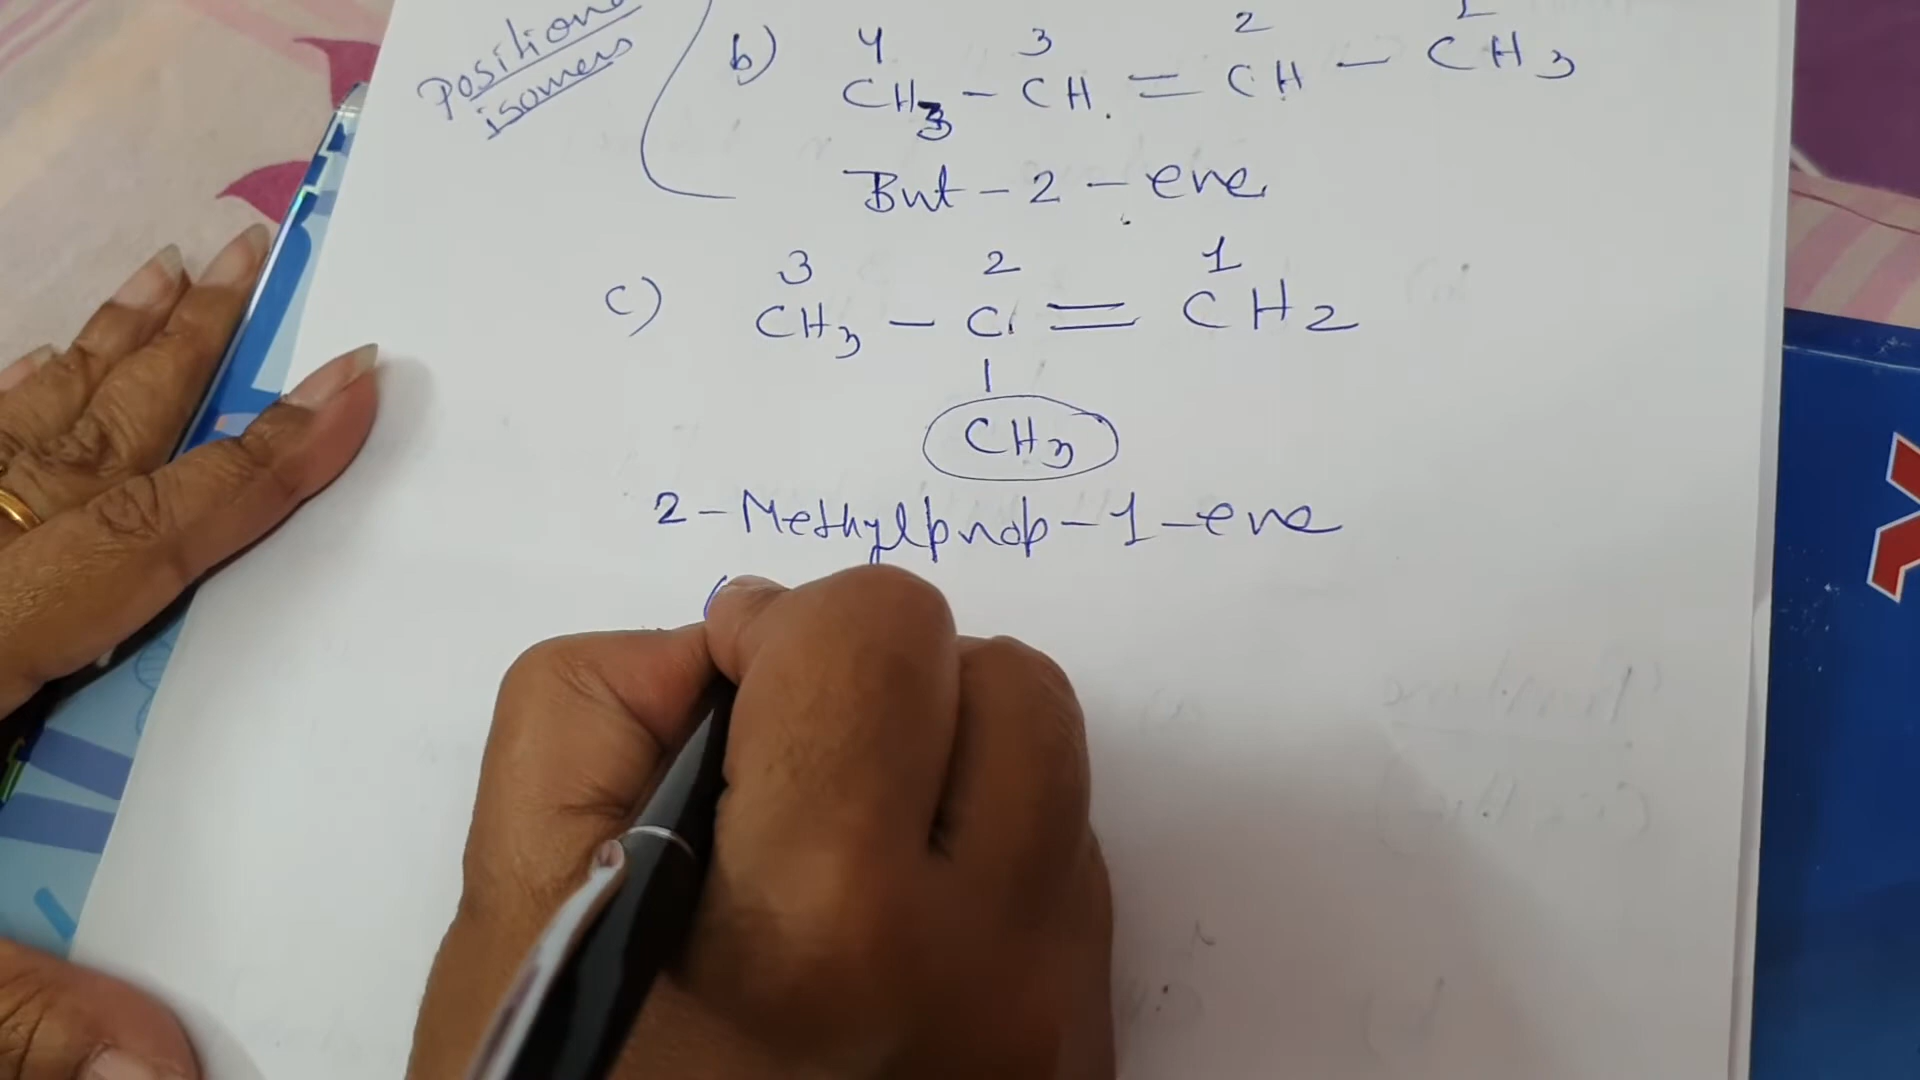 Positions
isomers
b) 4 3 2 1
CH3 - CH = CH - CH3
But - 2 - ene
3 2 1
c) CH3 - C = CH2
|
CH3
2 - Methylprop - 1 - ene
(